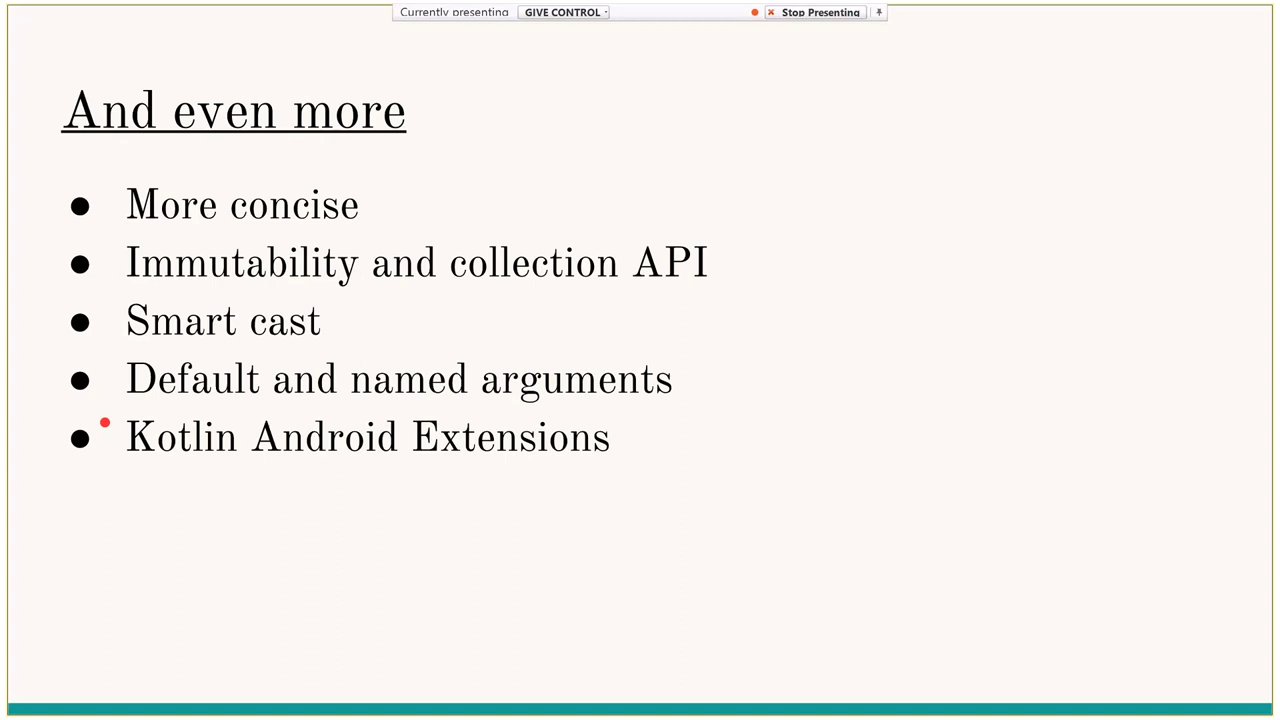 Currently presenting GIVE CONTROL Stop Presenting
And even more
● More concise
● Immutability and collection API
● Smart cast
● Default and named arguments
● Kotlin Android Extensions